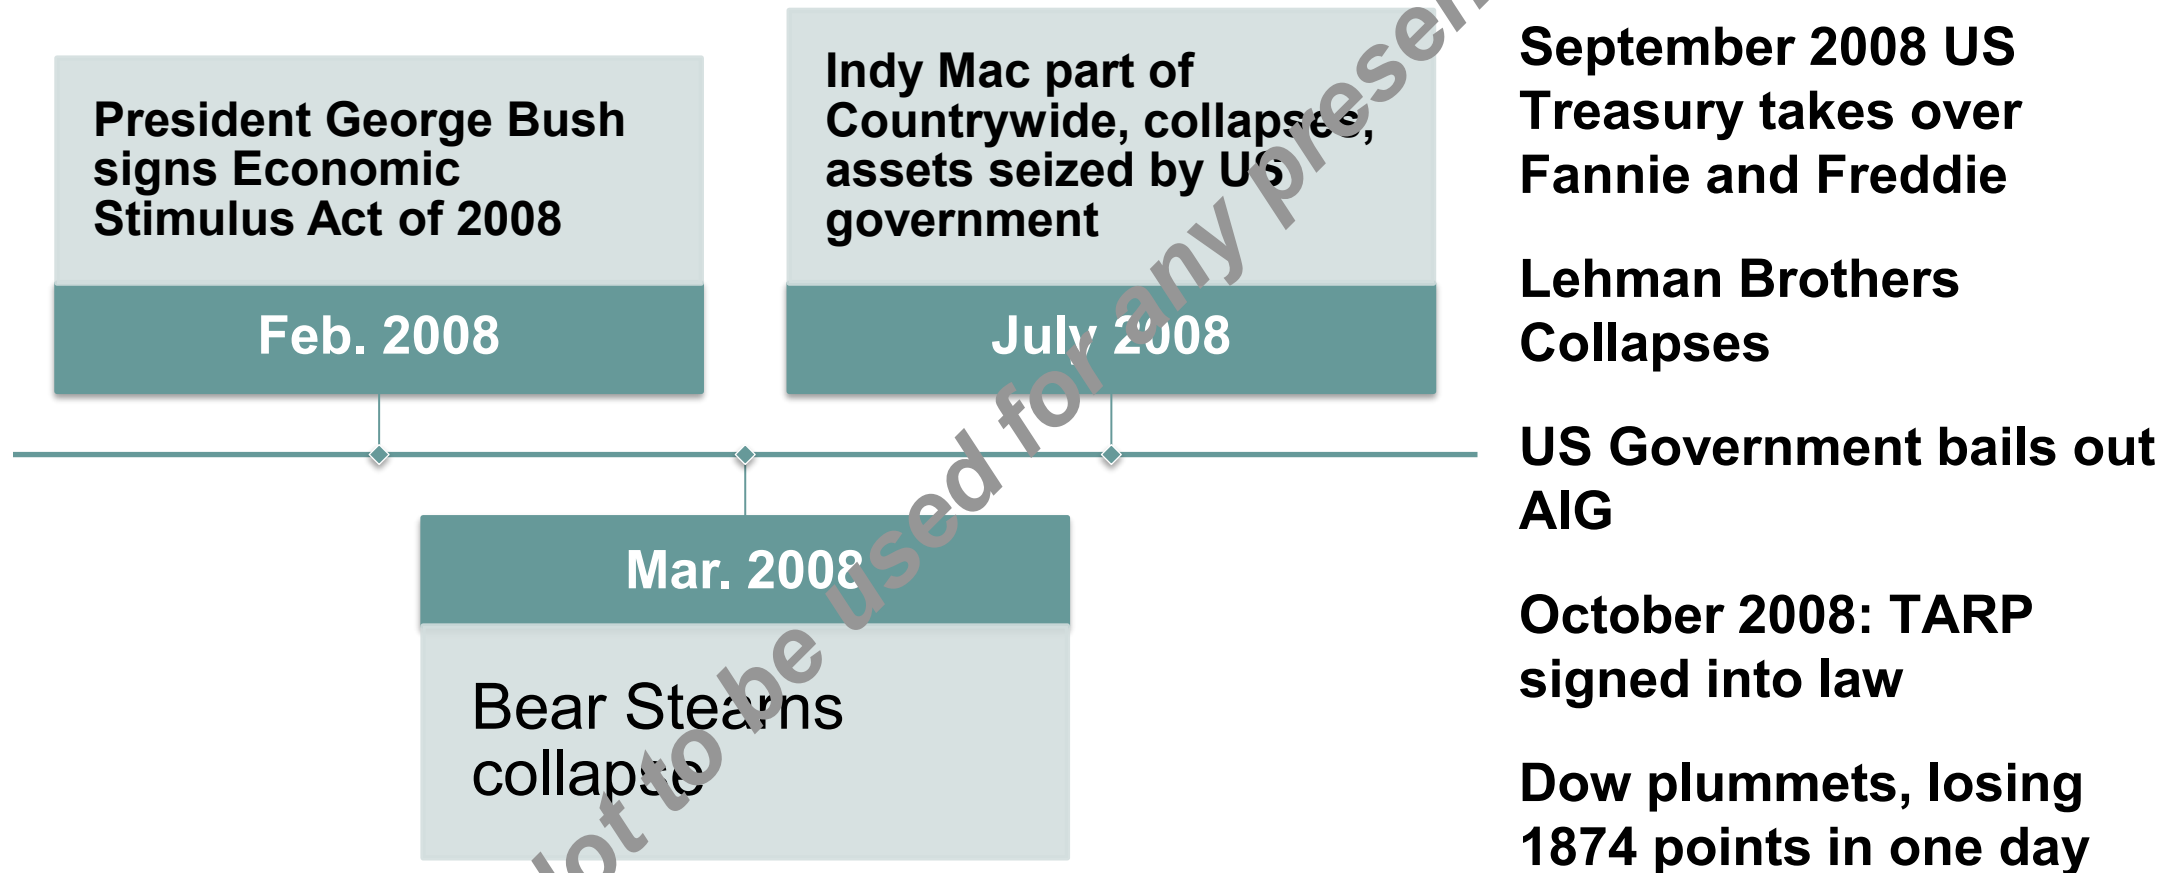 President George Bush
signs Economic
Stimulus Act of 2008
Feb. 2008
Indy Mac part of
Countrywide, collapses,
assets seized by US
government
July 2008
Mar. 2008
Bear Stearns
collapse
September 2008 US
Treasury takes over
Fannie and Freddie
Lehman Brothers
Collapses
US Government bails out
AIG
October 2008: TARP
signed into law
Dow plummets, losing
1874 points in one day
to be used for any